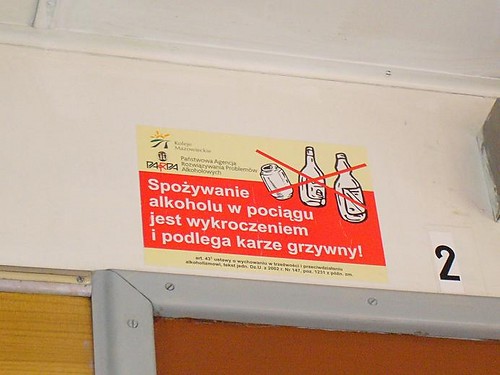 Koleje
Mazowieckie
PARPA
Państwowa Agencja
Rozwiązywania Problemów
Alkoholowych
Spożywanie
alkoholu w pociągu
jest wykroczeniem
i podlega karze grzywny!
art. 43¹ ustawy o wychowaniu w trzeźwości i przeciwdziałaniu
alkoholizmowi, tekst jedn. Dz.U. z 2002 r. Nr 147, poz. 1231 z późn. zm.
2